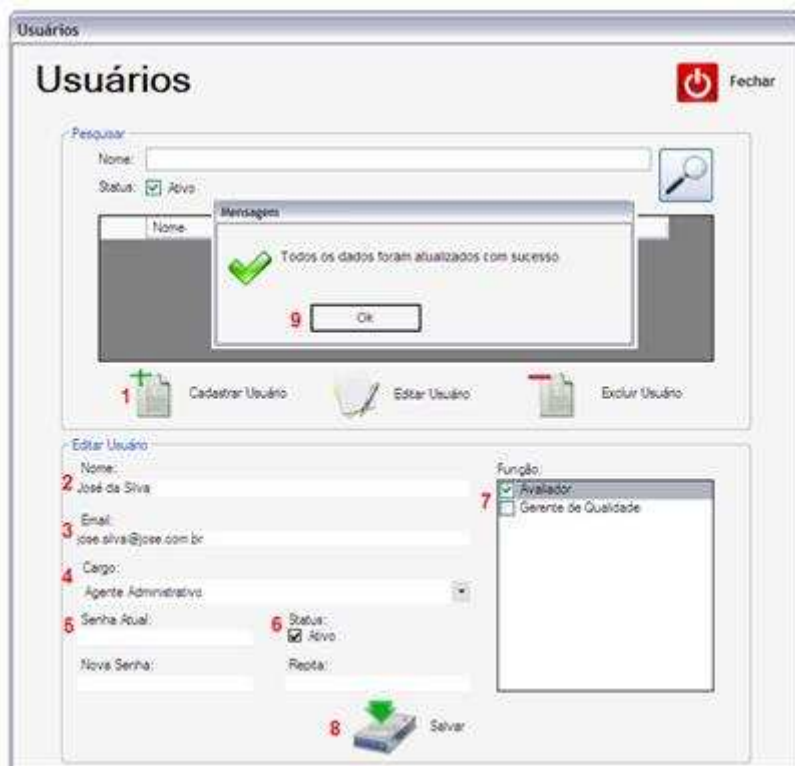 Usuários
Usuários
Fechar
Pesquisar
Nome:
Status: Ativo
Mensagem
Nome
Todos os dados foram atualizados com sucesso
9 Ok
1 Cadastrar Usuário Editar Usuário Excluir Usuário
Editar Usuário
Nome:
2 José da Silva
Email:
3 jose.silva@jose.com.br
Cargo:
4 Agente Administrativo
5 Senha Atual:
6 Status:
Ativo
Nova Senha: Repita:
Função:
7 Avaliador
Gerente de Qualidade
8 Salvar